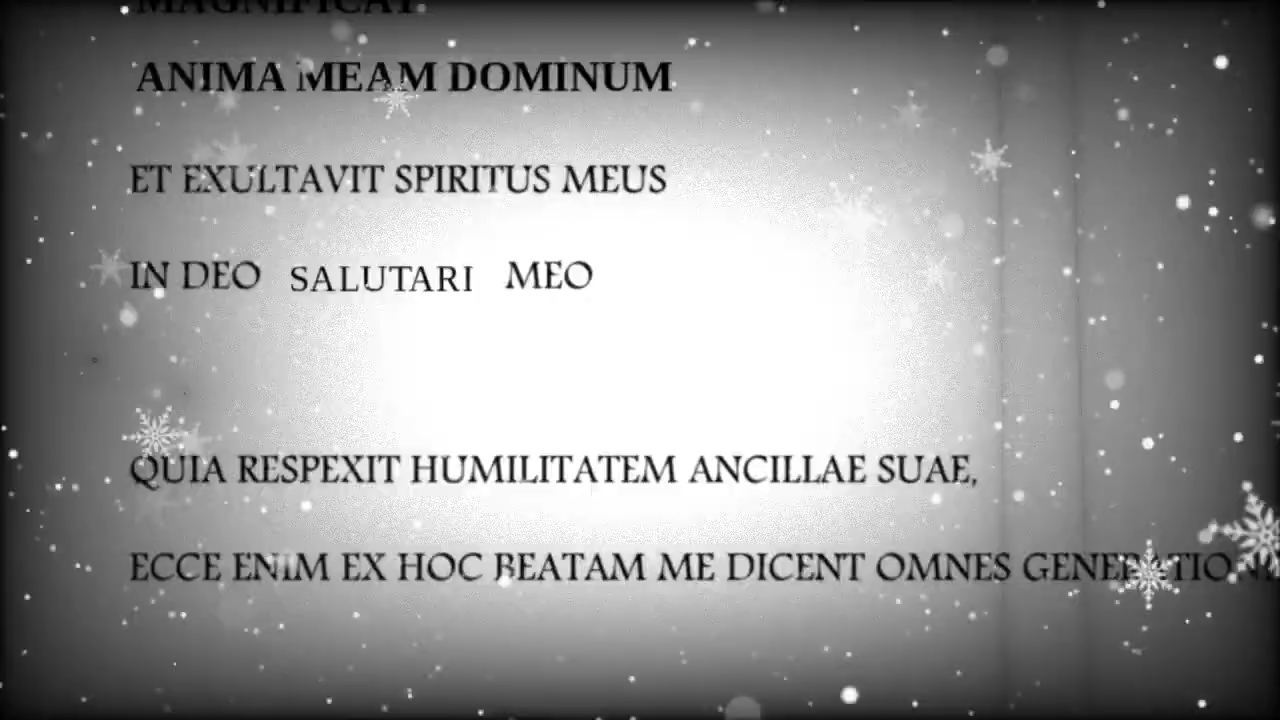 MAGNIFICAT
ANIMA MEAM DOMINUM
ET EXULTAVIT SPIRITUS MEUS
IN DEO SALUTARI MEO
QUIA RESPEXIT HUMILITATEM ANCILLAE SUAE,
ECCE ENIM EX HOC BEATAM ME DICENT OMNES